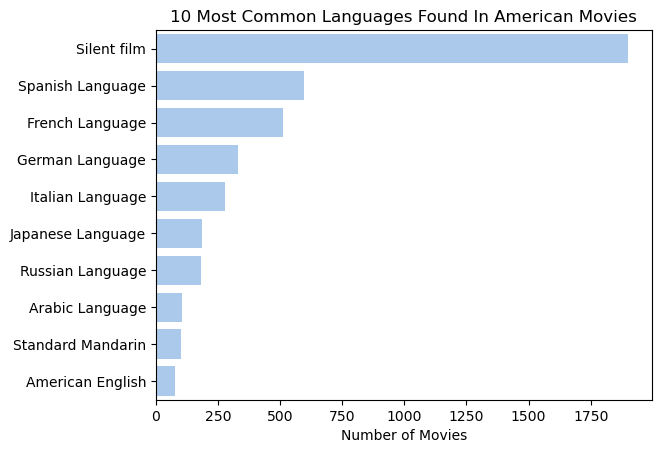 10 Most Common Languages Found In American Movies
Silent film
Spanish Language
French Language
German Language
Italian Language
Japanese Language
Russian Language
Arabic Language
Standard Mandarin
American English
0 250 500 750 1000 1250 1500 1750
Number of Movies